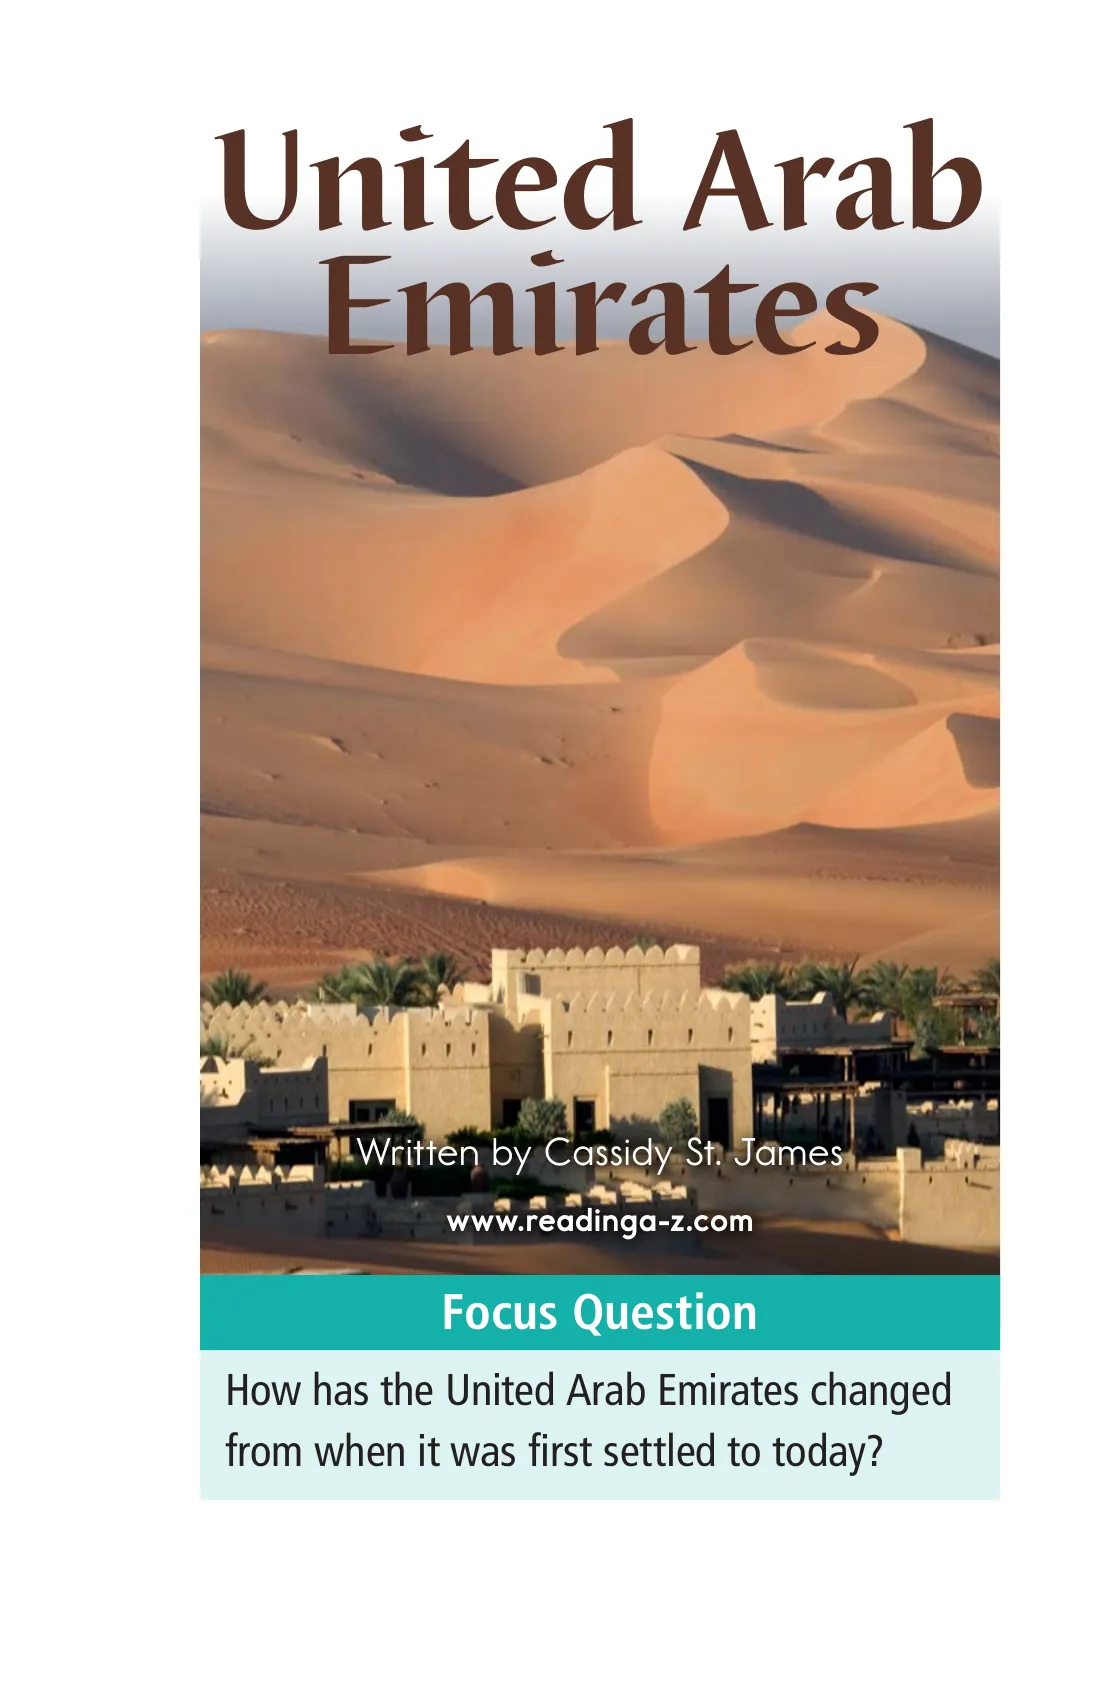 United Arab
Emirates
Written by Cassidy St. James
www.readinga-z.com
Focus Question
How has the United Arab Emirates changed
from when it was first settled to today?